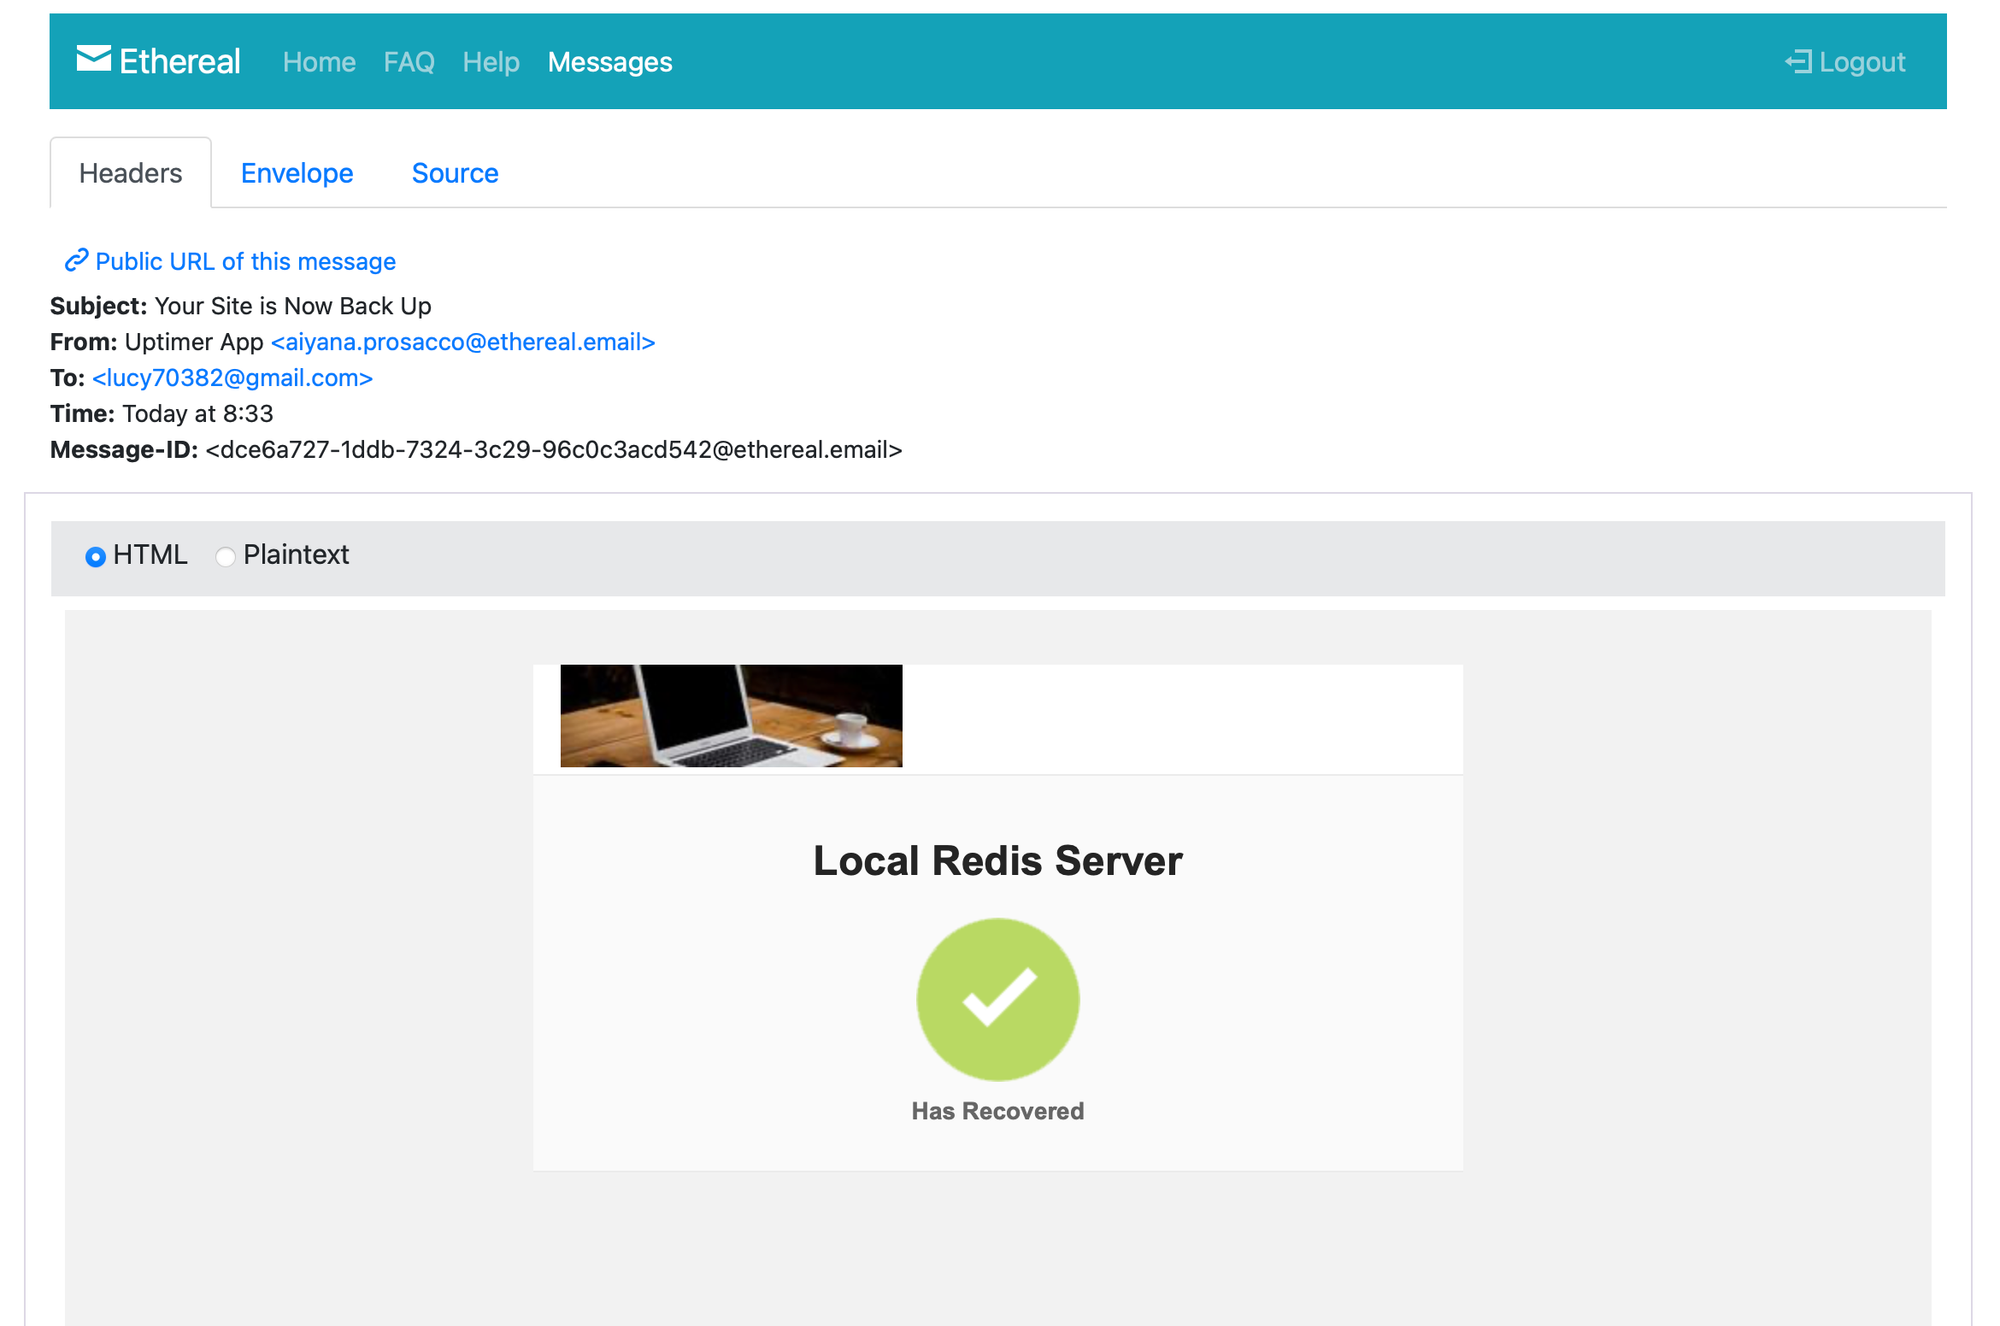 Ethereal Home FAQ Help Messages Logout
Headers Envelope Source
Public URL of this message
Subject: Your Site is Now Back Up
From: Uptimer App <aiyana.prosacco@ethereal.email>
To: <lucy70382@gmail.com>
Time: Today at 8:33
Message-ID: <dce6a727-1ddb-7324-3c29-96c0c3acd542@ethereal.email>
HTML Plaintext
Local Redis Server
Has Recovered